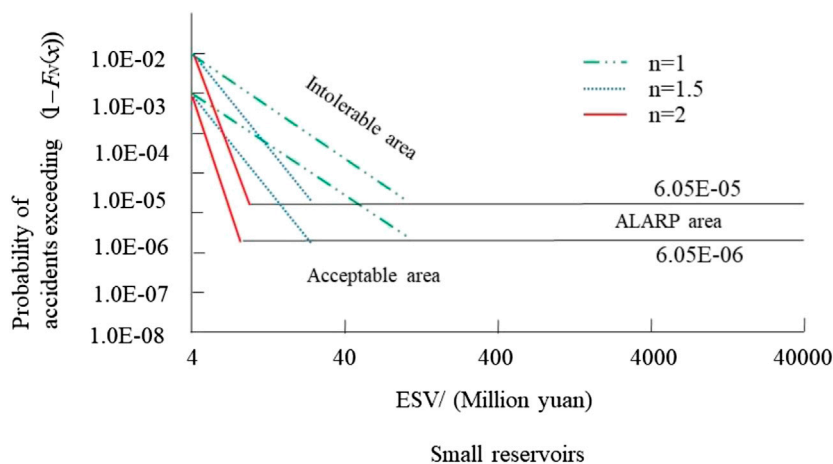 Probability of
accidents exceeding (1−Fᵥ(x))
1.0E-02
1.0E-03
1.0E-04
1.0E-05
1.0E-06
1.0E-07
1.0E-08
n=1
n=1.5
n=2
Intolerable area
6.05E-05
ALARP area
6.05E-06
Acceptable area
4 40 400 4000 40000
ESV/ (Million yuan)
Small reservoirs